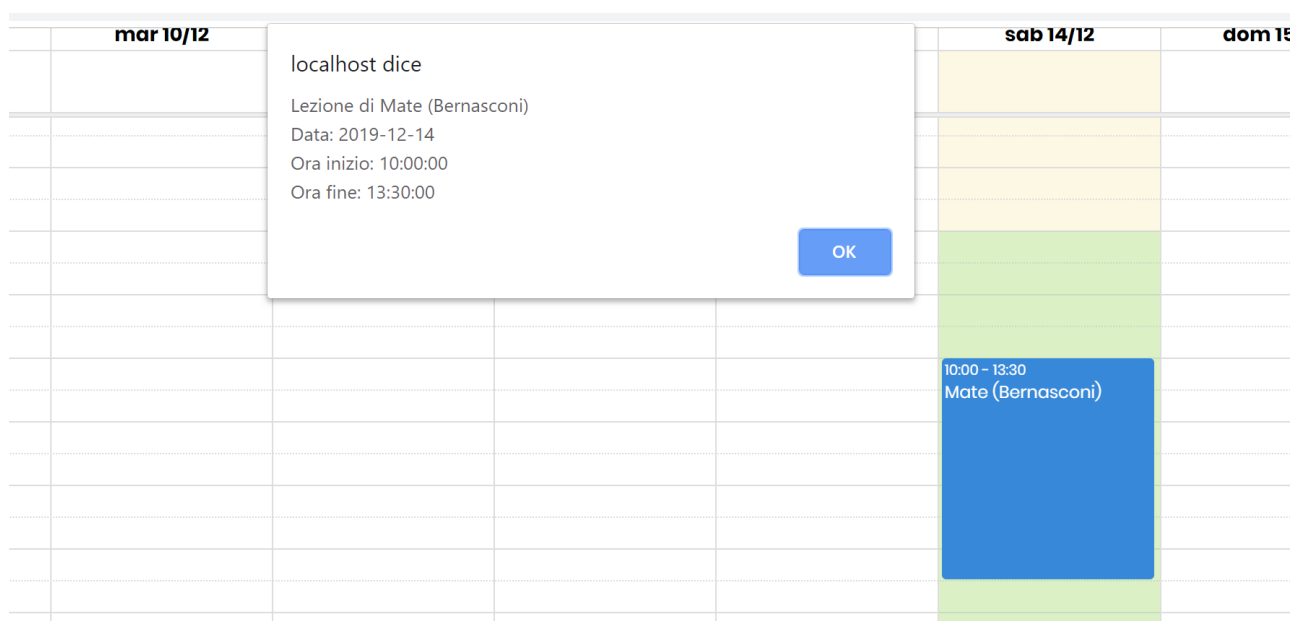 mar 10/12
sab 14/12
dom 15
localhost dice
Lezione di Mate (Bernasconi)
Data: 2019-12-14
Ora inizio: 10:00:00
Ora fine: 13:30:00
OK
10:00 - 13:30
Mate (Bernasconi)